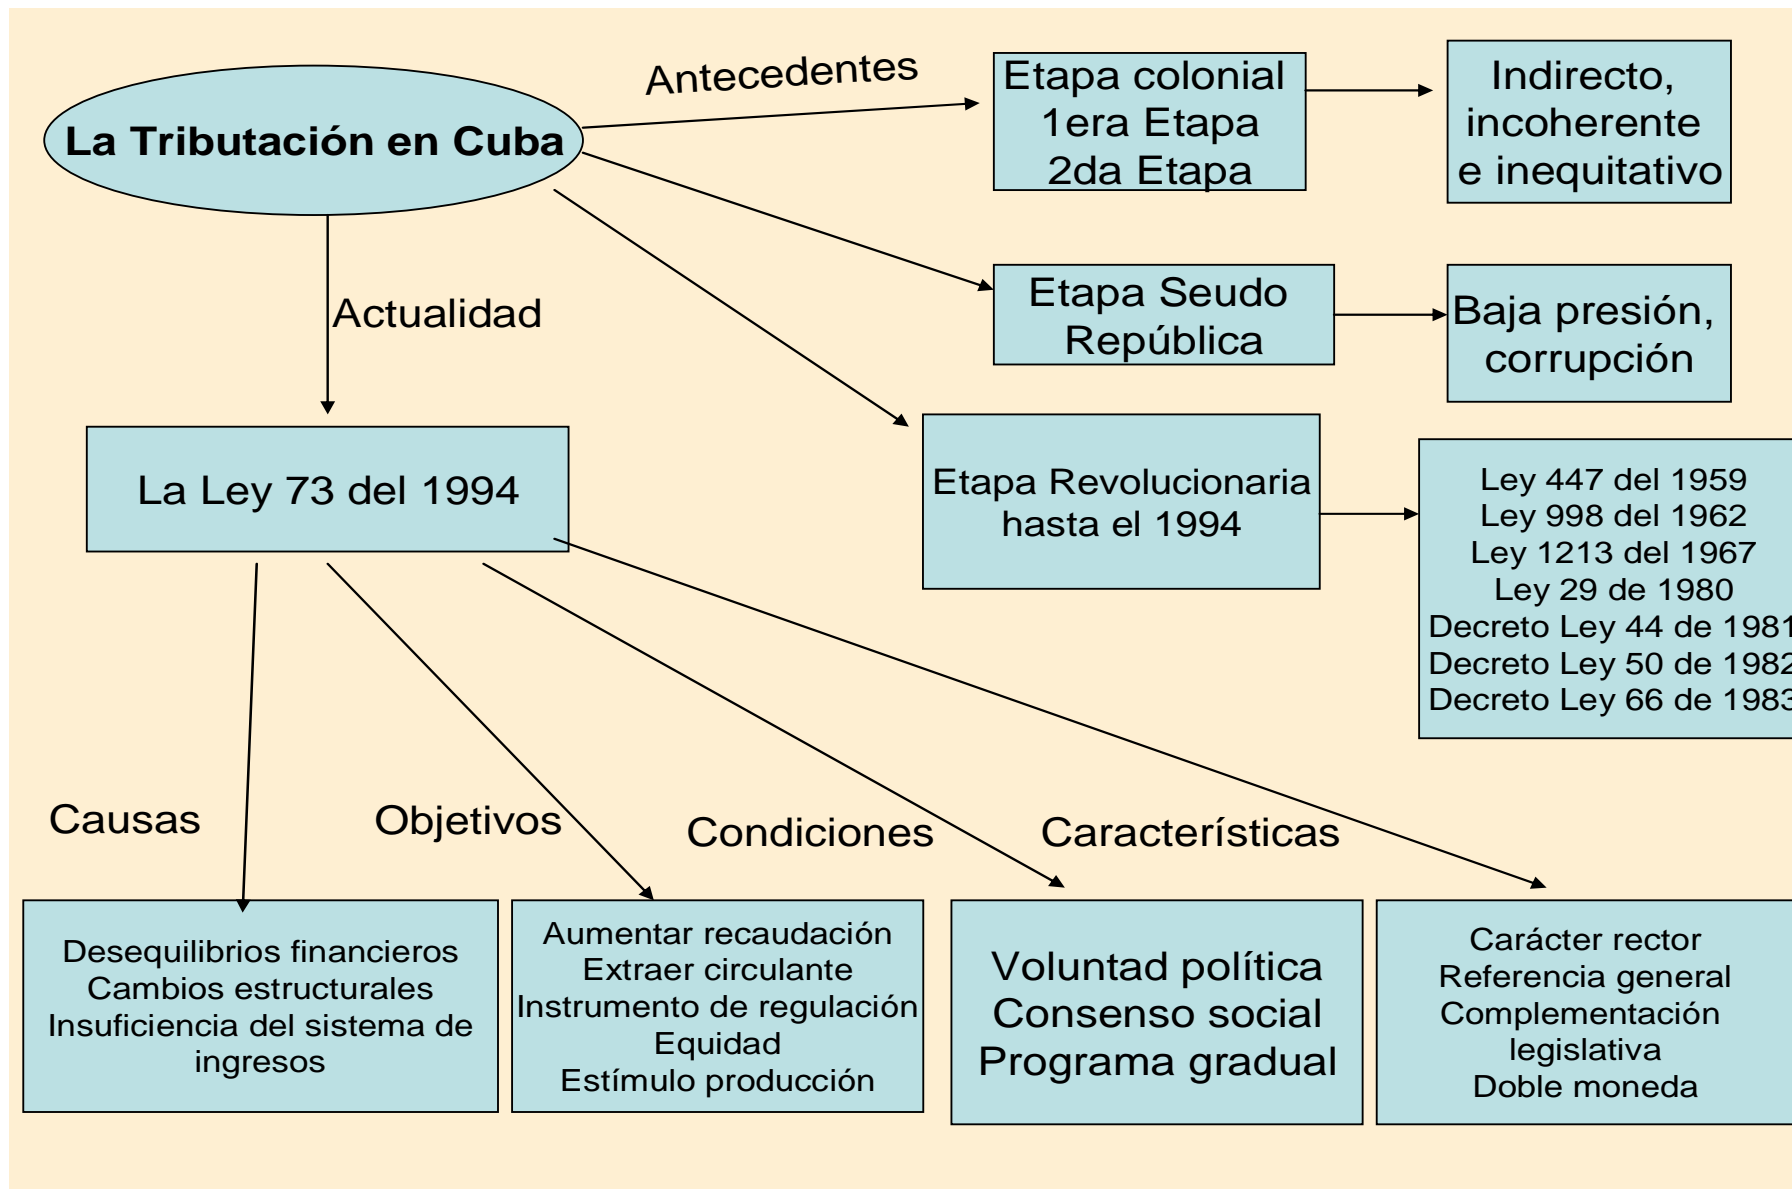 La Tributación en Cuba
Antecedentes
Etapa colonial
1era Etapa
2da Etapa
Indirecto,
incoherente
e inequitativo
Etapa Seudo
República
Baja presión,
corrupción
Etapa Revolucionaria
hasta el 1994
Ley 447 del 1959
Ley 998 del 1962
Ley 1213 del 1967
Ley 29 de 1980
Decreto Ley 44 de 1981
Decreto Ley 50 de 1982
Decreto Ley 66 de 1983
Actualidad
La Ley 73 del 1994
Causas
Desequilibrios financieros
Cambios estructurales
Insuficiencia del sistema de
ingresos
Objetivos
Aumentar recaudación
Extraer circulante
Instrumento de regulación
Equidad
Estímulo producción
Condiciones
Voluntad política
Consenso social
Programa gradual
Características
Carácter rector
Referencia general
Complementación
legislativa
Doble moneda